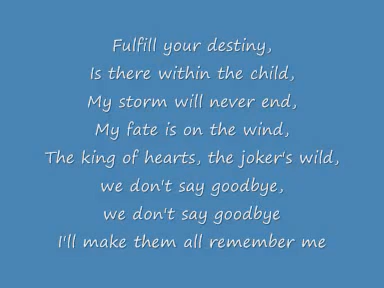 Fulfill your destiny,
Is there within the child,
My storm will never end,
My fate is on the wind,
The king of hearts, the joker's wild,
we don't say goodbye,
we don't say goodbye
I'll make them all remember me